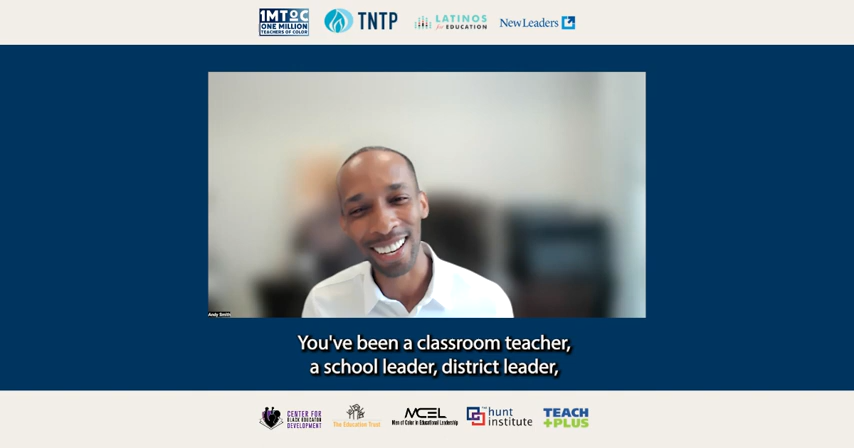 1MToC
ONE MILLION
TEACHERS OF COLOR
TNTP
LATINOS
for EDUCATION
New Leaders
Andy Smith
You've been a classroom teacher,
a school leader, district leader,
CENTER FOR
BLACK EDUCATOR
DEVELOPMENT
The Education Trust
MCEL
Men of Color in Educational Leadership
THE
hunt
institute
TEACH
+PLUS